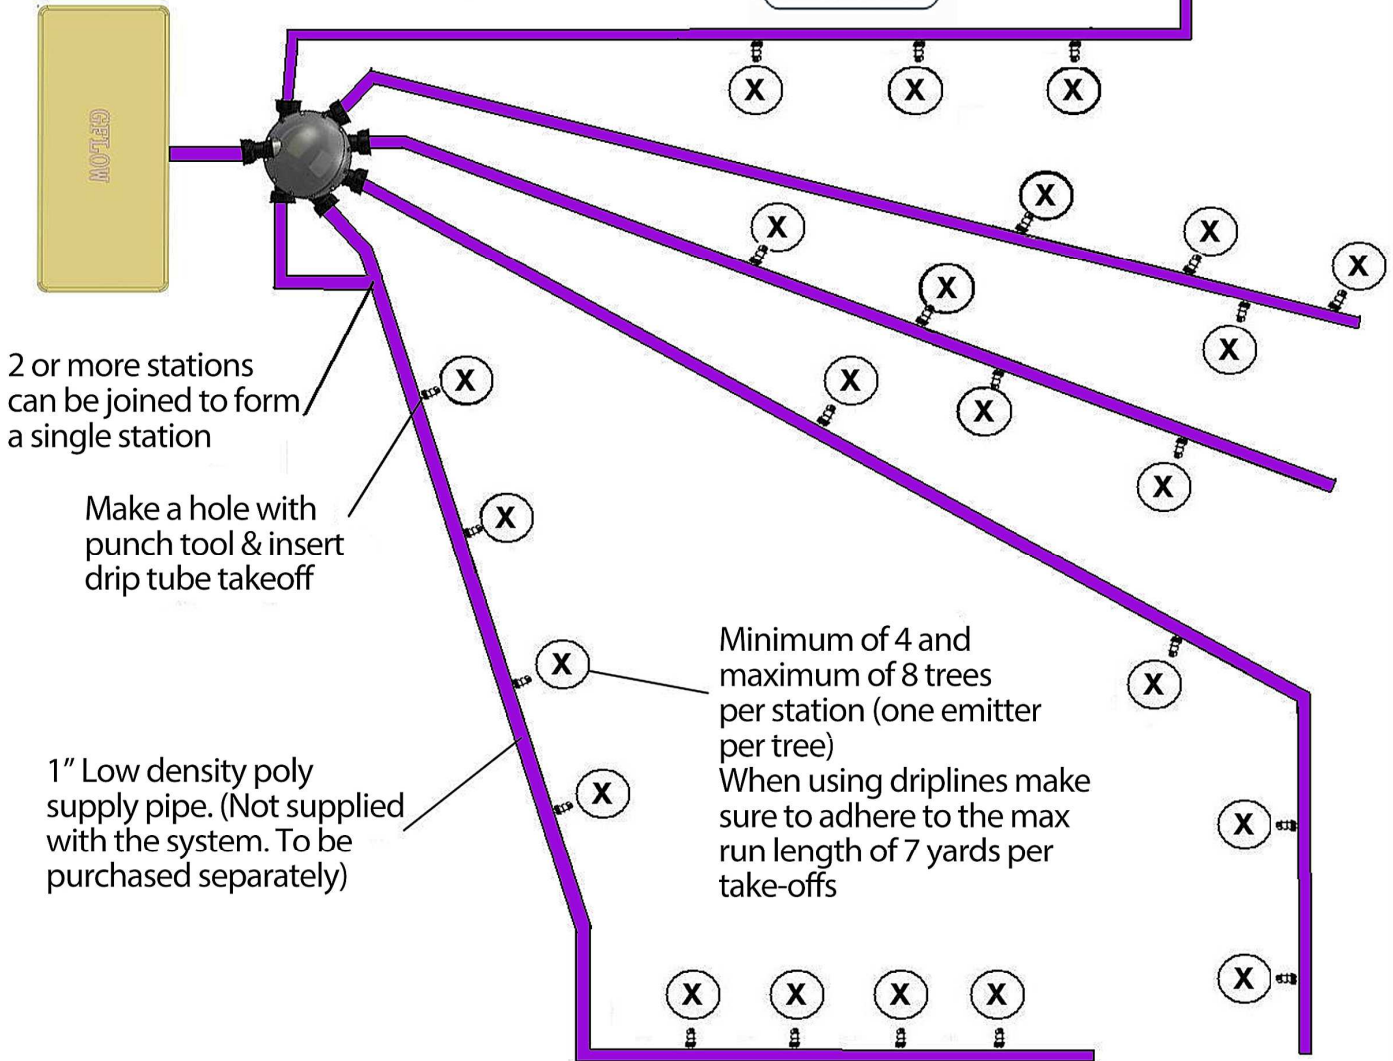 GFLOW
X X X
X
X
X
X
X
X
X
X
X
X
2 or more stations
can be joined to form
a single station
X
Make a hole with
punch tool & insert
drip tube takeoff
X
X
Minimum of 4 and
maximum of 8 trees
per station (one emitter
per tree)
When using driplines make
sure to adhere to the max
run length of 7 yards per
take-offs
X
1” Low density poly
supply pipe. (Not supplied
with the system. To be
purchased separately)
X
X
X
X X X X